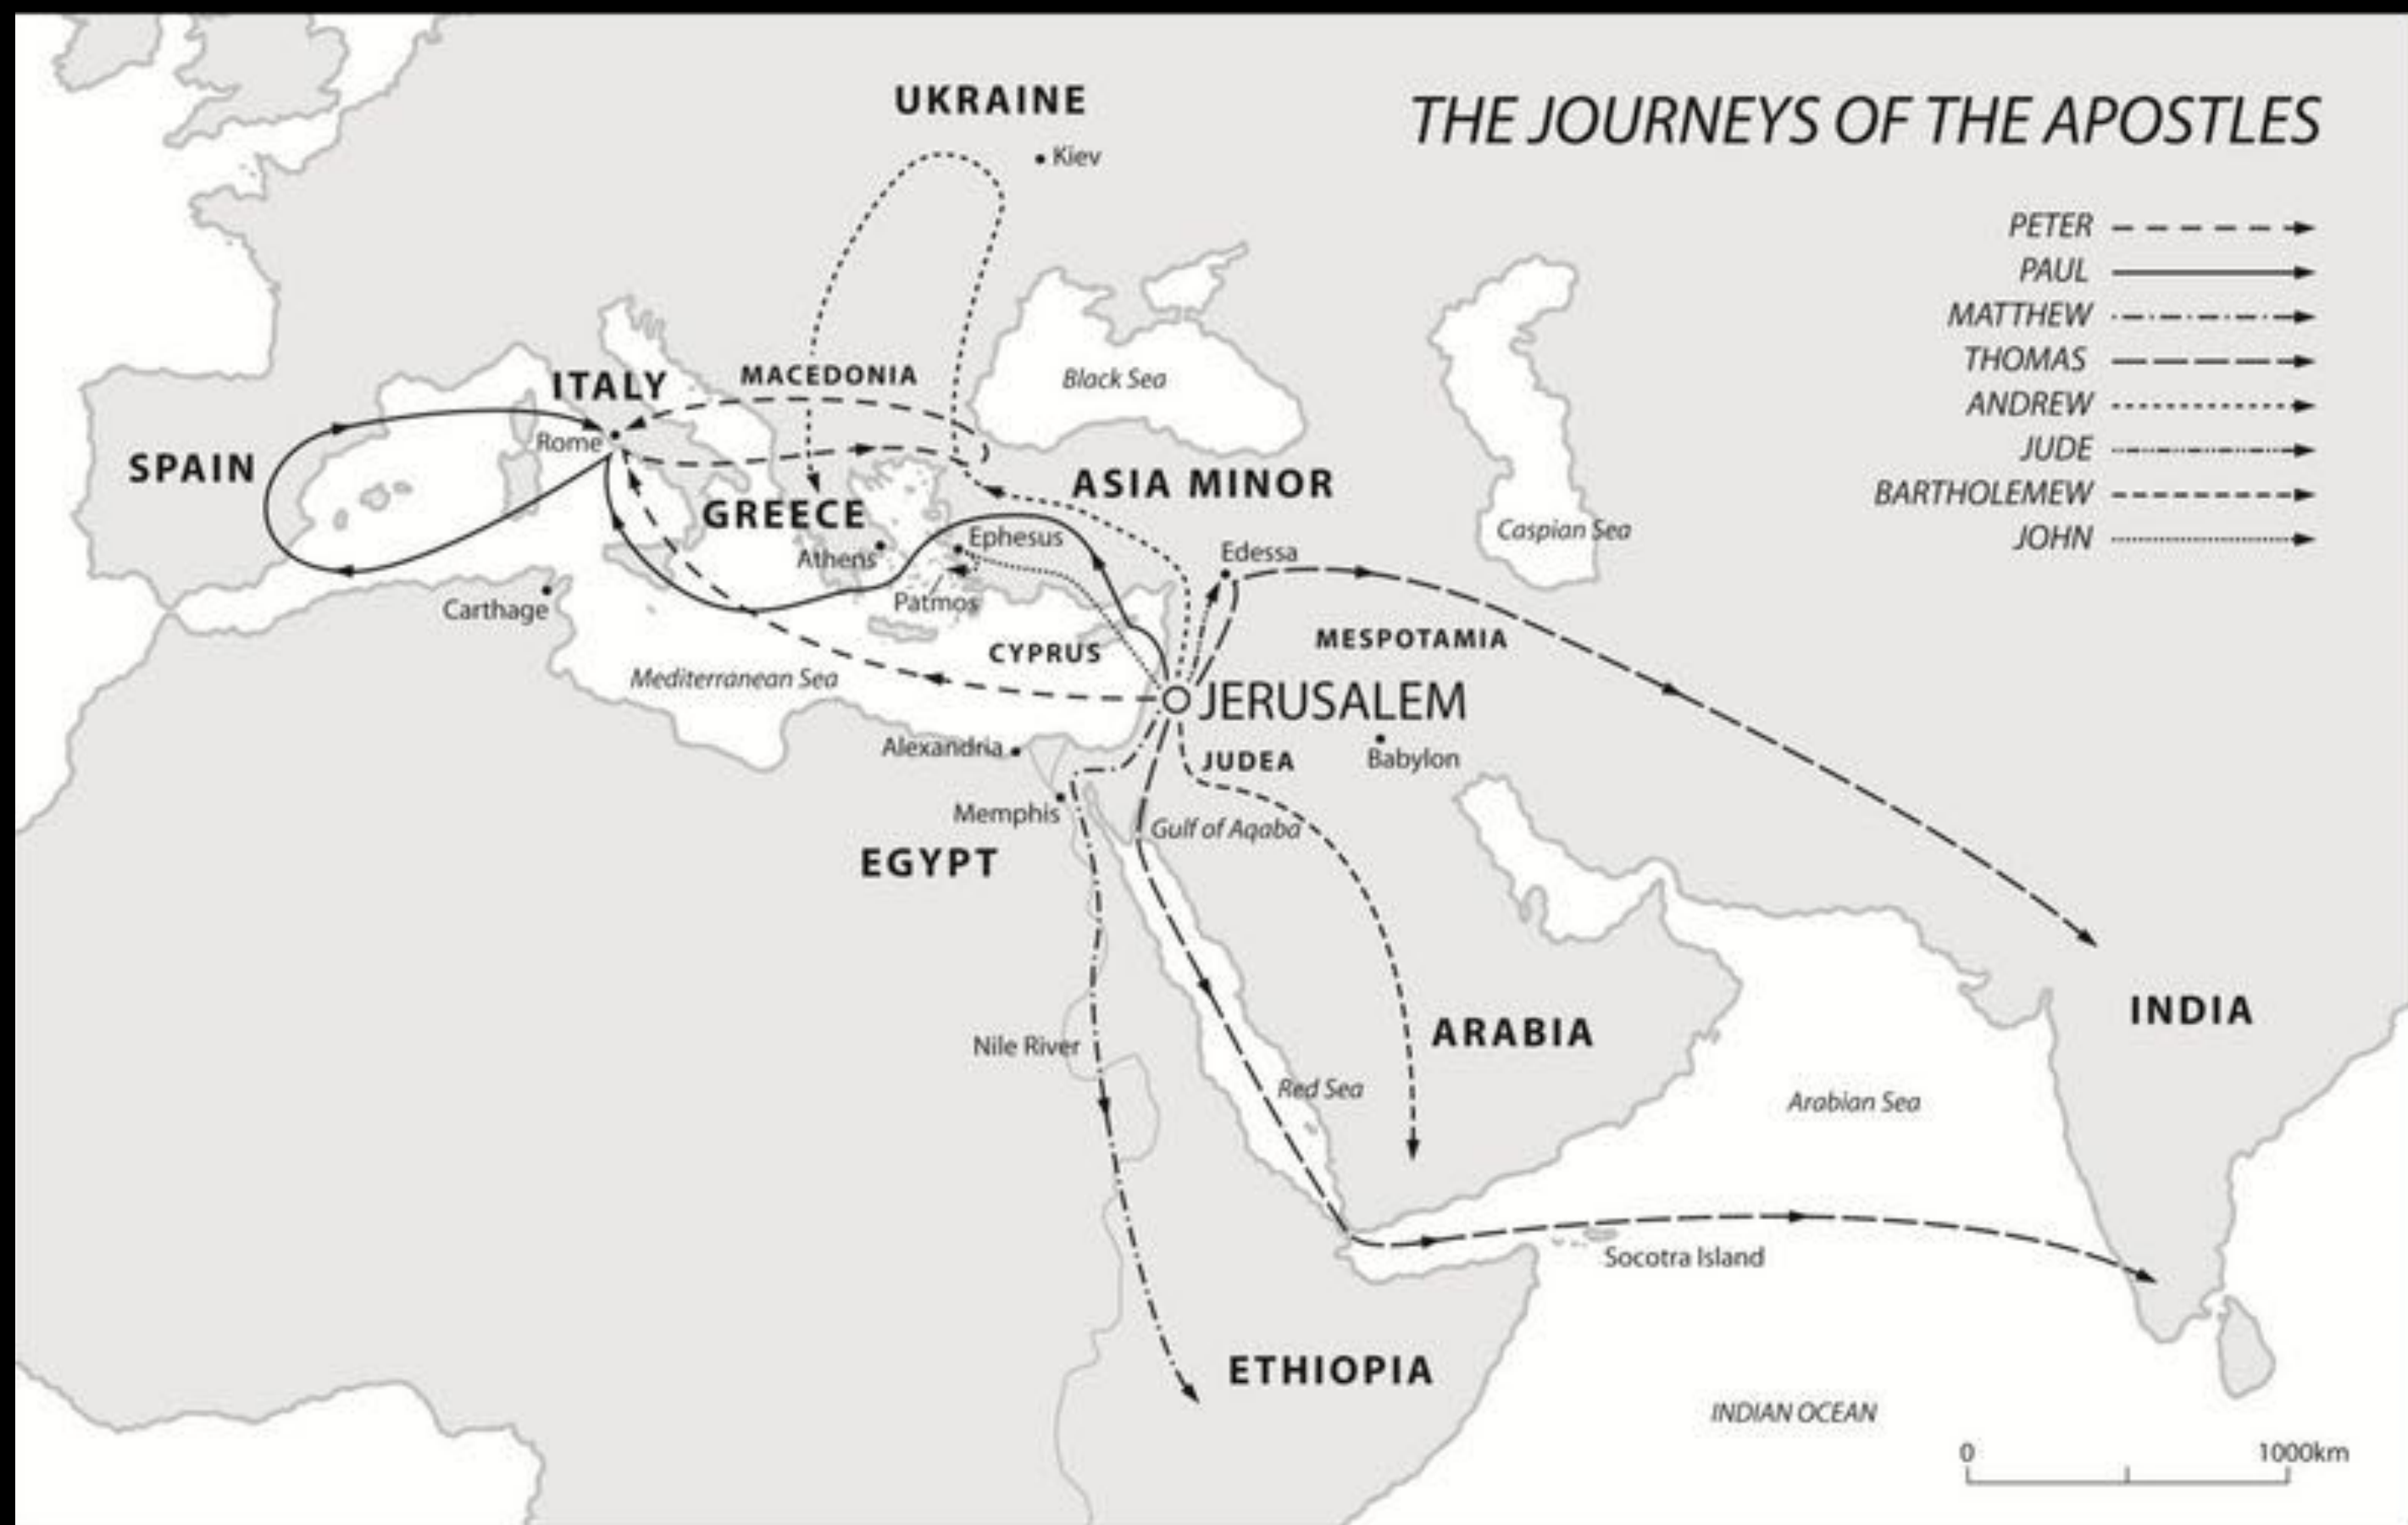 THE JOURNEYS OF THE APOSTLES
PETER
PAUL
MATTHEW
THOMAS
ANDREW
JUDE
BARTHOLEMEW
JOHN
UKRAINE
Kiev
ITALY
MACEDONIA
Black Sea
Rome
SPAIN
ASIA MINOR
GREECE
Caspian Sea
Ephesus
Athens
Edessa
Patmos
Carthage
MESPOTAMIA
CYPRUS
Mediterranean Sea
JERUSALEM
Alexandria
JUDEA
Babylon
Memphis
Gulf of Aqaba
EGYPT
INDIA
ARABIA
Nile River
Red Sea
Arabian Sea
Socotra Island
ETHIOPIA
INDIAN OCEAN
0 1000km